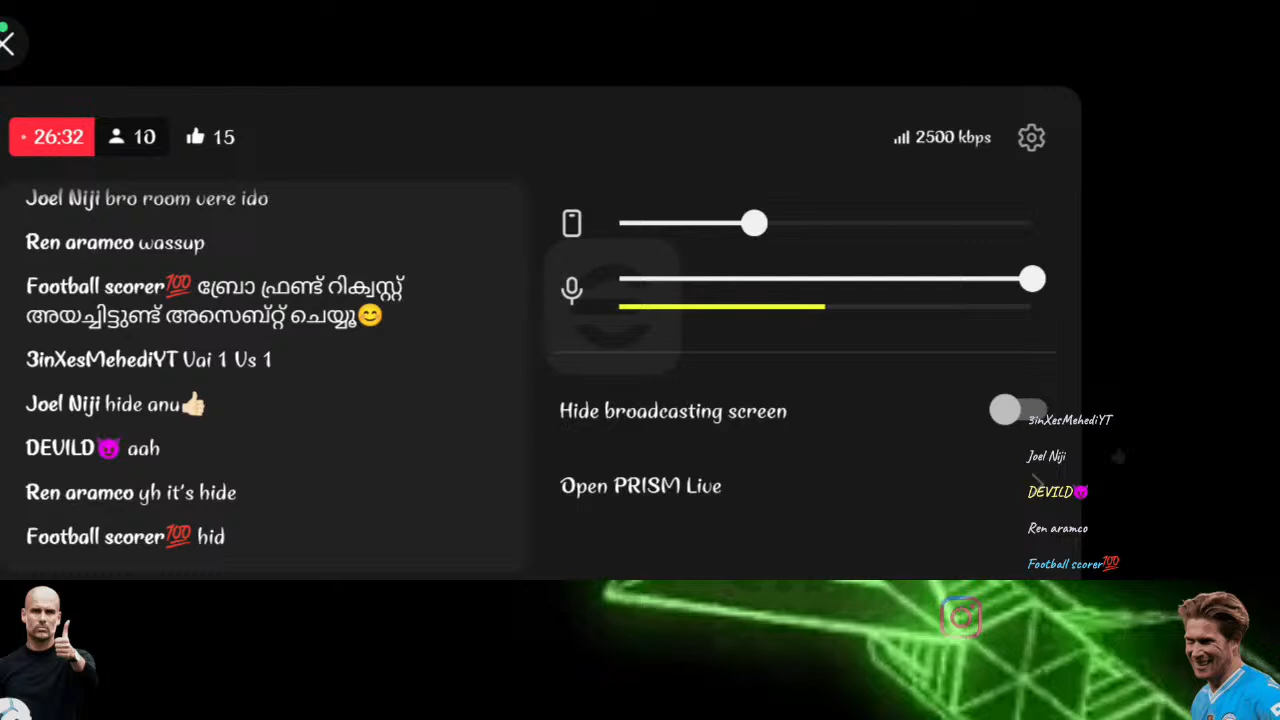 26:32 10 15 2500 kbps
Joel Niji bro room vere ido
Ren aramco wassup
Football scorer💯 ബ്രോ ഫ്രണ്ട് റിക്വസ്റ്റ്
അയച്ചിട്ടുണ്ട് അസെബ്റ്റ് ചെയ്യൂ😊
3inXesMehediYT Vai 1 Vs 1
Joel Niji hide anu👍🏻
DEVILD😈 aah
Ren aramco yh it's hide
Football scorer💯 hid
Hide broadcasting screen
Open PRISM Live
3inXesMehediYT
Joel Niji
DEVILD😈
Ren aramco
Football scorer💯